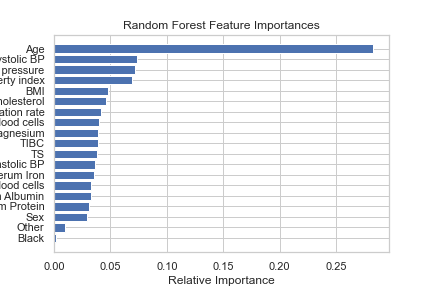 Random Forest Feature Importances
Age
ystolic BP
pressure
erty index
BMI
holesterol
ation rate
lood cells
agnesium
TIBC
TS
astolic BP
erum Iron
lood cells
Albumin
Protein
Sex
Other
Black
0.00 0.05 0.10 0.15 0.20 0.25
Relative Importance